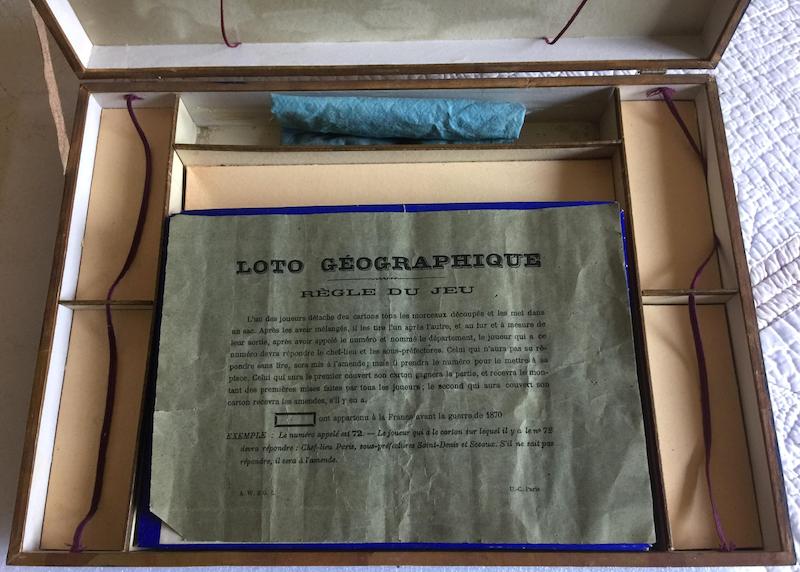 LOTO GÉOGRAPHIQUE
RÈGLE DU JEU
L'un des joueurs détache des cartons tous les morceaux découpés et les met dans
un sac. Après les avoir mélangés, il les tire l'un après l'autre, et au fur et à mesure de
leur sortie, après avoir appelé le numéro et nommé le département, le joueur qui a ce
numéro devra répondre le chef-lieu et les sous-préfectures. Celui qui n'aura pas su ré-
pondre sans lire, sera mis à l'amende; mais il prendra le numéro pour le mettre à sa
place. Celui qui aura le premier couvert son carton gagnera la partie, et recevra le mon-
tant des premières mises faites par tous les joueurs; le second qui aura couvert son
carton recevra les amendes, s'il y en a.
ont appartenu à la France avant la guerre de 1870
EXEMPLE : Le numéro appelé est 72. — Le joueur qui a le carton sur lequel il y a le nº 72
devra répondre : Chef-lieu Paris, sous-préfectures Saint-Denis et Sceaux. S'il ne sait pas
répondre, il sera à l'amende.
A. W.
U.-C. Paris